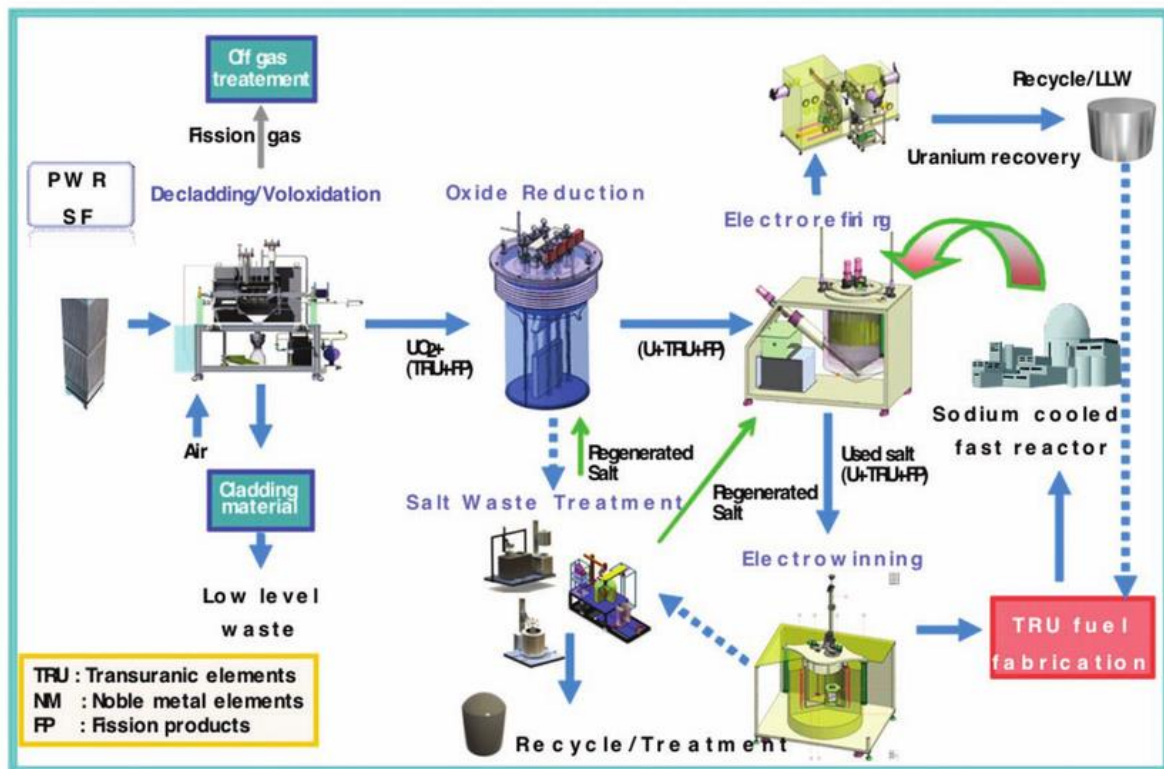 Off gas
treatement
Fission gas
PWR
SF
Decladding/Voloxidation
Oxide Reduction
Recycle/LLW
Uranium recovery
Electrorefining
UO2+
(TRU+FP)
(U+TRU+FP)
Air
Cladding
material
Low level
waste
Regenerated
Salt
Salt Waste Treatment
Regenerated
Salt
Used salt
(U+TRU+FP)
Sodium cooled
fast reactor
Electrowinning
TRU fuel
fabrication
Recycle/Treatment
TRU : Transuranic elements
NM : Noble metal elements
FP : Fission products